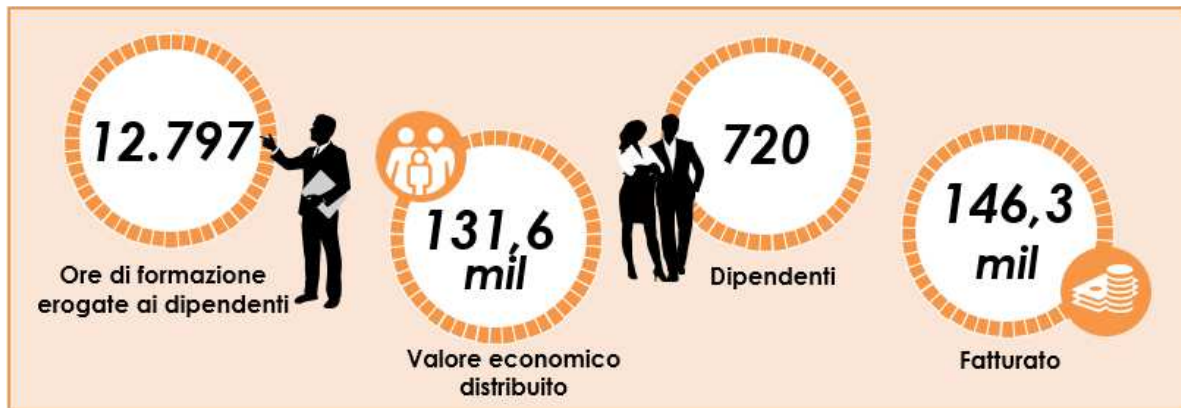 12.797
Ore di formazione
erogate ai dipendenti
131,6
mil
Valore economico
distribuito
720
Dipendenti
146,3
mil
Fatturato